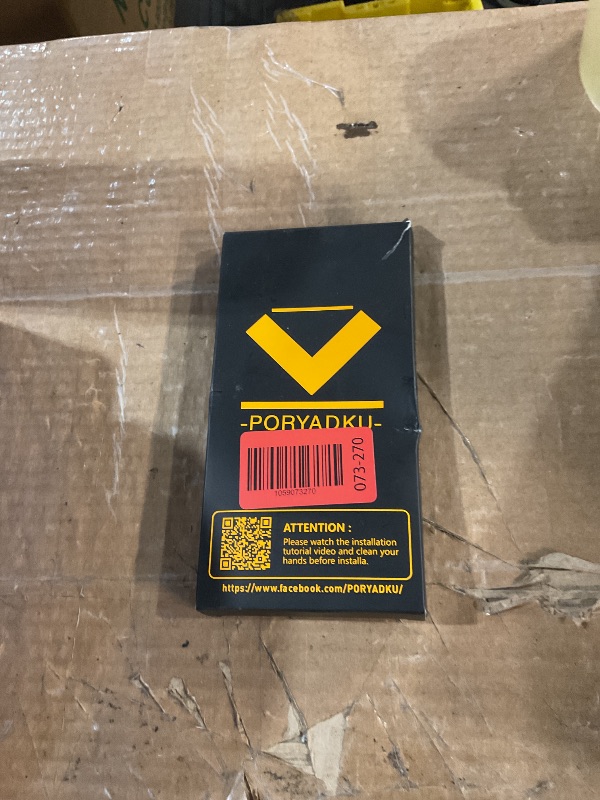 -PORYADKU-
1099073270
073-270
ATTENTION :
Please watch the installation
tutorial video and clean your
hands before installa.
https://www.facebook.com/PORYADKU/